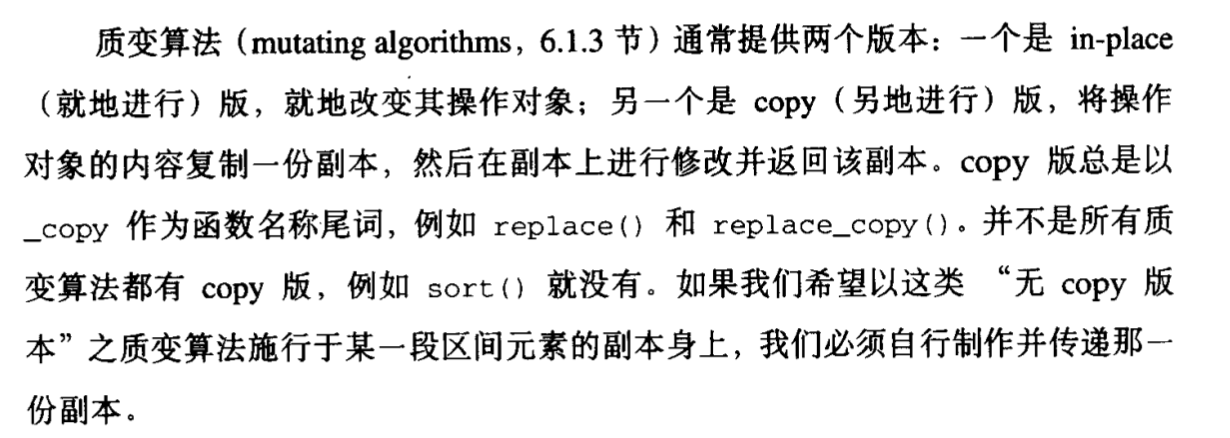 质变算法（mutating algorithms，6.1.3 节）通常提供两个版本：一个是 in-place
（就地进行）版，就地改变其操作对象；另一个是 copy（另地进行）版，将操作
对象的内容复制一份副本，然后在副本上进行修改并返回该副本。copy 版总是以
_copy 作为函数名称尾词，例如 replace() 和 replace_copy()。并不是所有质
变算法都有 copy 版，例如 sort() 就没有。如果我们希望以这类 “无 copy 版
本”之质变算法施行于某一段区间元素的副本身上，我们必须自行制作并传递那一
份副本。